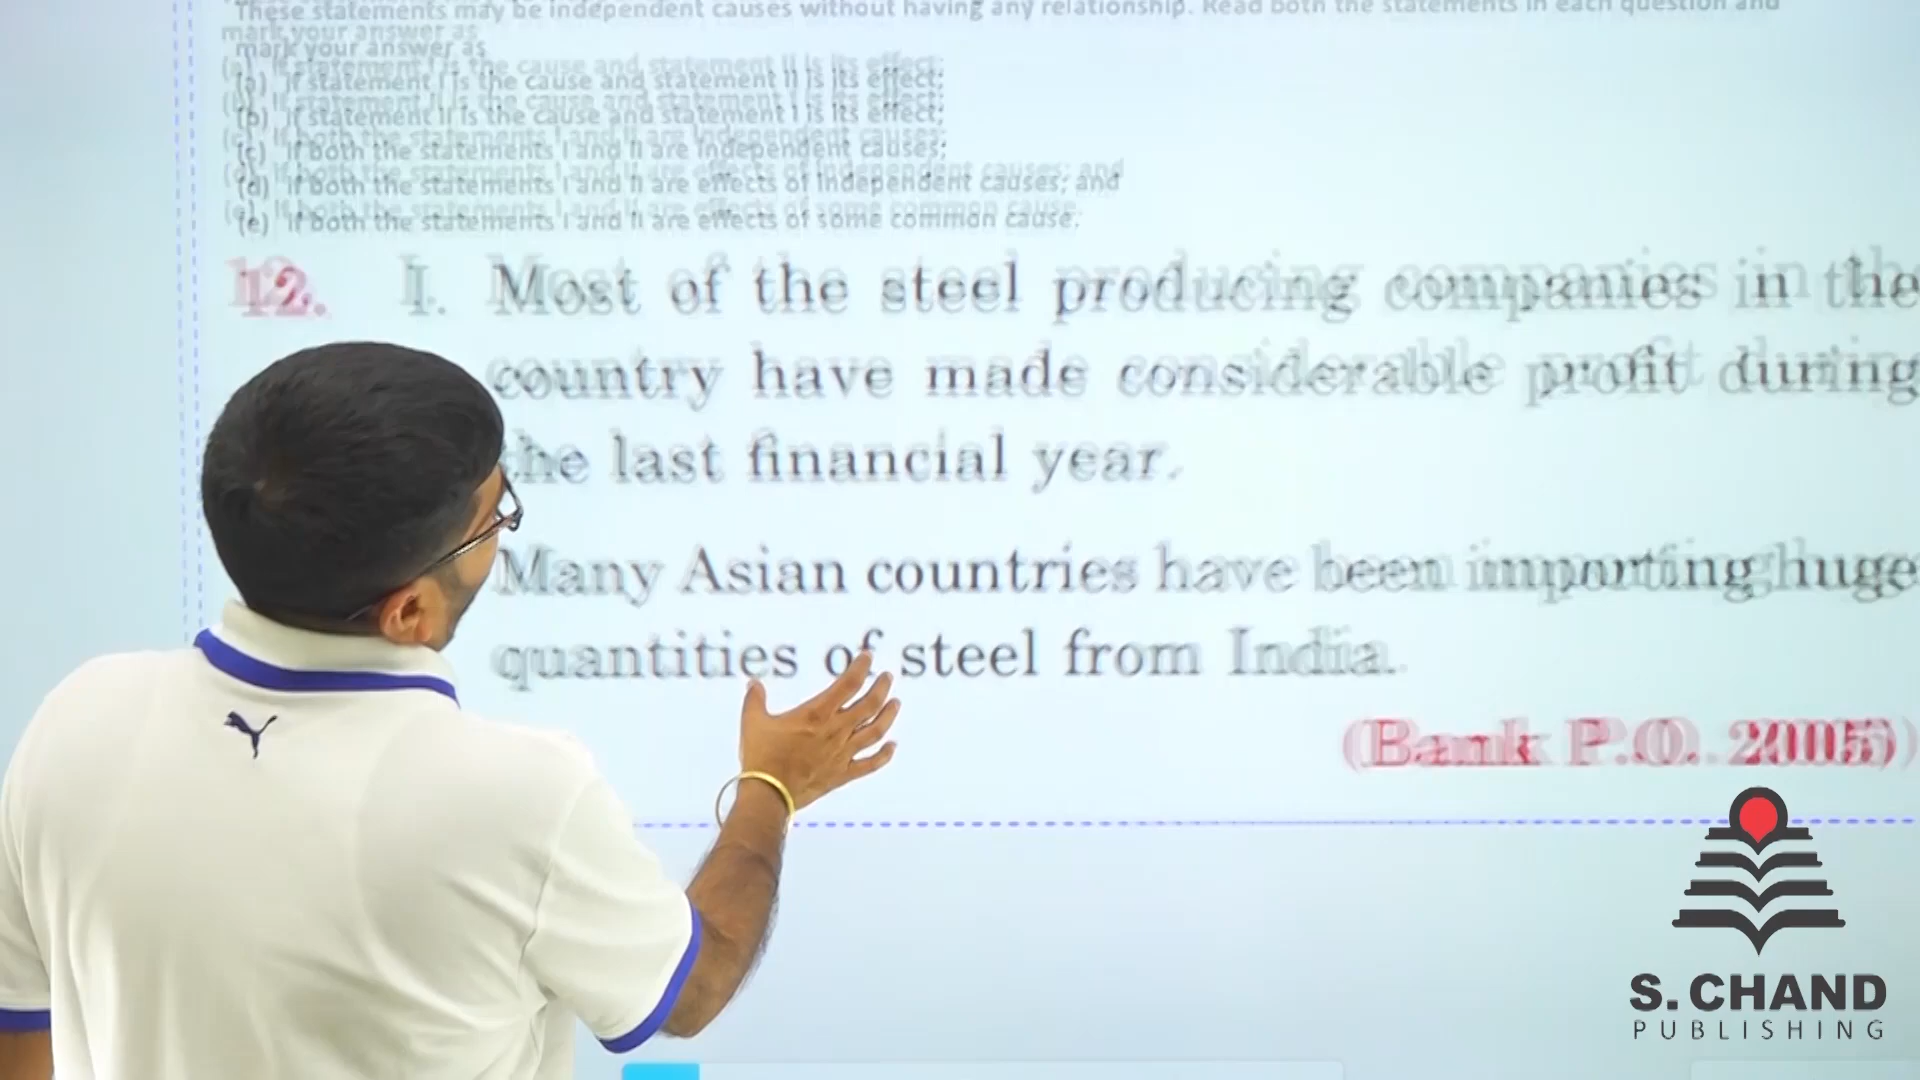 These statements may be independent causes without having any relationship. Read both the statements in each question and
mark your answer as
(a) If statement I is the cause and statement II is its effect;
(b) If statement II is the cause and statement I is its effect;
(c) If both the statements I and II are independent causes;
(d) If both the statements I and II are effects of independent causes; and
(e) If both the statements I and II are effects of some common cause.
12. I. Most of the steel producing companies in the
country have made considerable profit during
the last financial year.
Many Asian countries have been importing huge
quantities of steel from India.
(Bank P.O. 2005)
S. CHAND
PUBLISHING